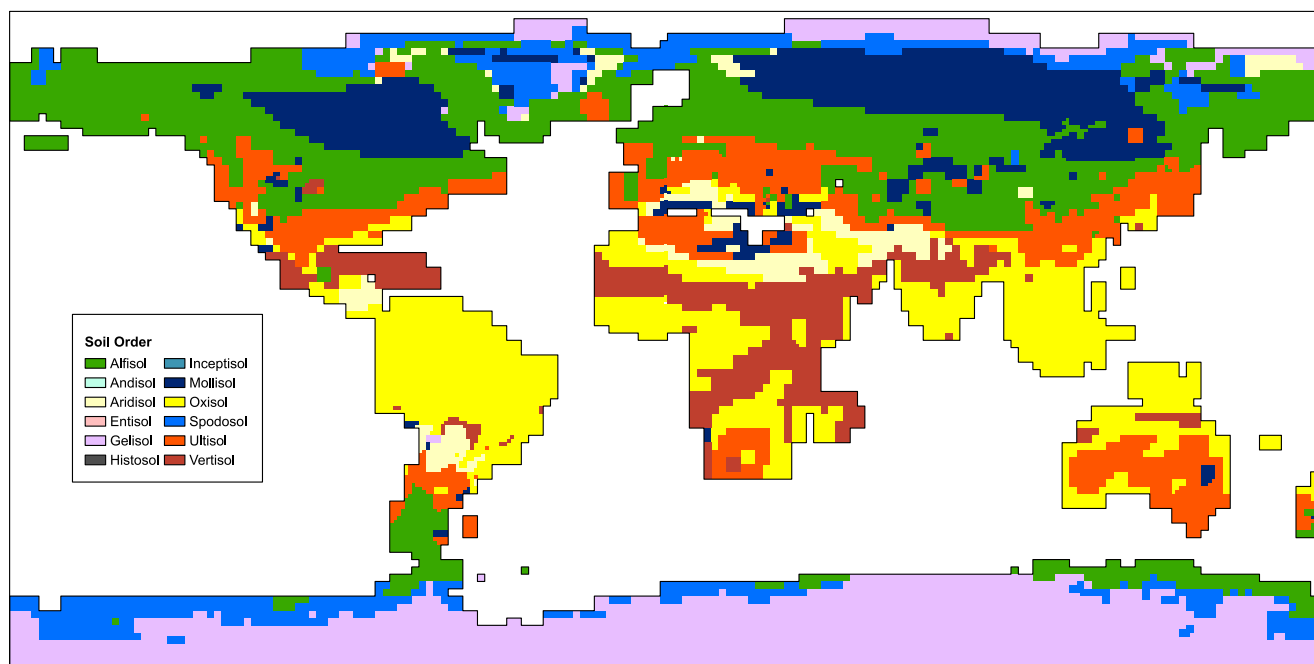 Soil Order
Alfisol Inceptisol
Andisol Mollisol
Aridisol Oxisol
Entisol Spodosol
Gelisol Ultisol
Histosol Vertisol